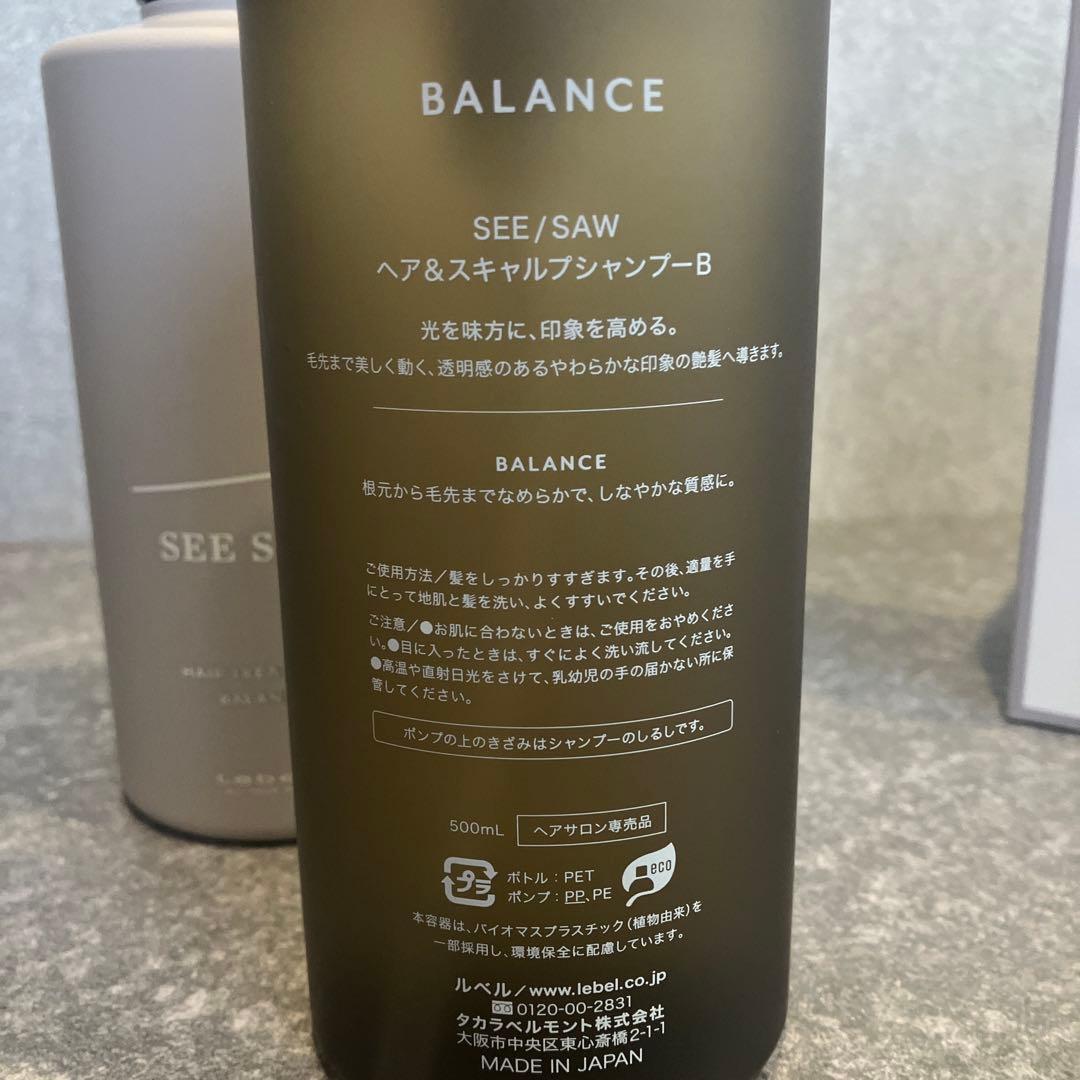 BALANCE
SEE/SAW
ヘア&スキャルプシャンプーB
光を味方に、印象を高める。
毛先まで美しく動く、透明感のあるやわらかな印象の艶髪へ導きます。
BALANCE
根元から毛先までなめらかで、しなやかな質感に。
ご使用方法／髪をしっかりすすぎます。その後、適量を手
にとって地肌と髪を洗い、よくすすいでください。
ご注意／●お肌に合わないときは、ご使用をおやめくださ
い。●目に入ったときは、すぐによく洗い流してください。
●高温や直射日光をさけて、乳幼児の手の届かない所に保
管してください。
ポンプの上のきざみはシャンプーのしるしです。
500mL ヘアサロン専売品
プラ ボトル：PET
ポンプ：PP、PE
eco
本容器は、バイオマスプラスチック（植物由来）を
一部採用し、環境保全に配慮しています。
ルベル／www.lebel.co.jp
0120-00-2831
タカラベルモント株式会社
大阪市中央区東心斎橋2-1-1
MADE IN JAPAN
SEE S